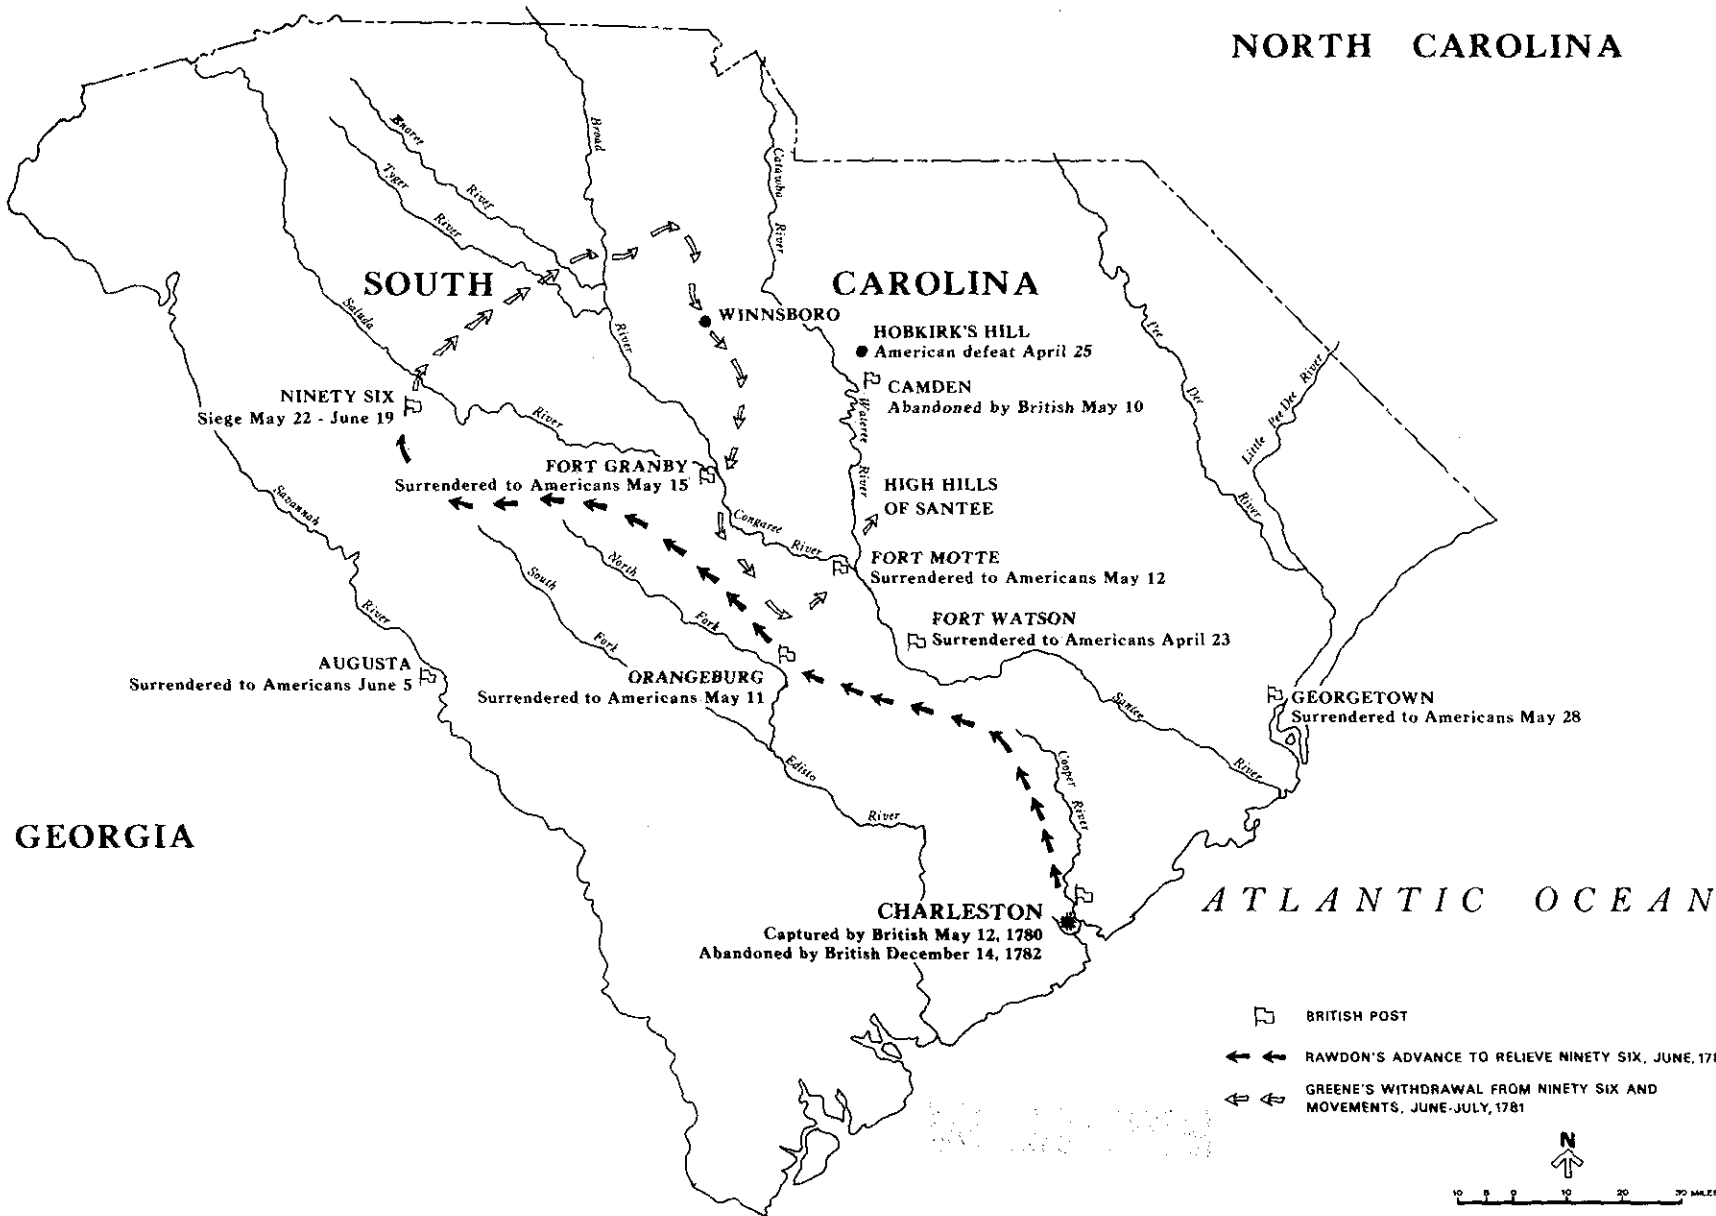 NORTH CAROLINA
Enoree
River
Tyger
River
Broad
River
Catawba
River
SOUTH CAROLINA
Saluda
River
WINNSBORO
HOBKIRK'S HILL
American defeat April 25
CAMDEN
Abandoned by British May 10
Wateree
River
Pee
Dee
River
Little Pee Dee River
NINETY SIX
Siege May 22 - June 19
FORT GRANBY
Surrendered to Americans May 15
HIGH HILLS
OF SANTEE
Savannah
River
Congaree
River
North
Fork
South
Fork
FORT MOTTE
Surrendered to Americans May 12
FORT WATSON
Surrendered to Americans April 23
AUGUSTA
Surrendered to Americans June 5
ORANGEBURG
Surrendered to Americans May 11
GEORGETOWN
Surrendered to Americans May 28
Santee
River
Cooper
River
Edisto
River
GEORGIA
ATLANTIC OCEAN
CHARLESTON
Captured by British May 12, 1780
Abandoned by British December 14, 1782
BRITISH POST
RAWDON'S ADVANCE TO RELIEVE NINETY SIX, JUNE,
GREENE'S WITHDRAWAL FROM NINETY SIX AND
MOVEMENTS, JUNE-JULY, 1781
N
10 5 0 10 20 30 MILES